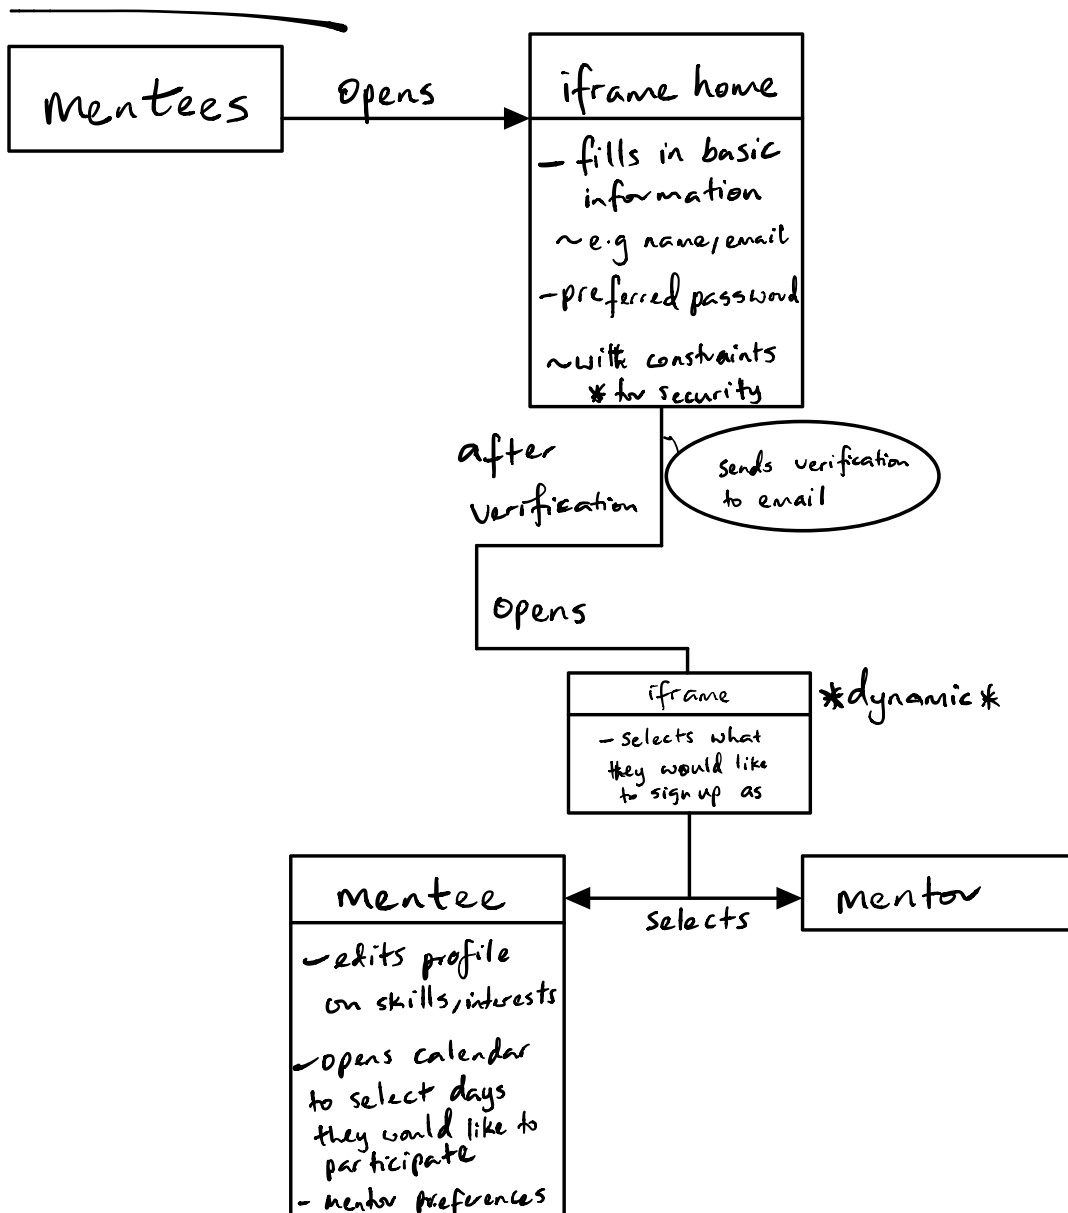 mentees
opens
iframe home
- fills in basic
information
~ e.g name, email
- preferred password
~ with constraints
* for security
after
verification
sends verification
to email
opens
iframe
*dynamic*
- selects what
they would like
to sign up as
mentee
selects
mentor
- edits profile
on skills, interests
- opens calendar
to select days
they would like to
participate
- mentor preferences